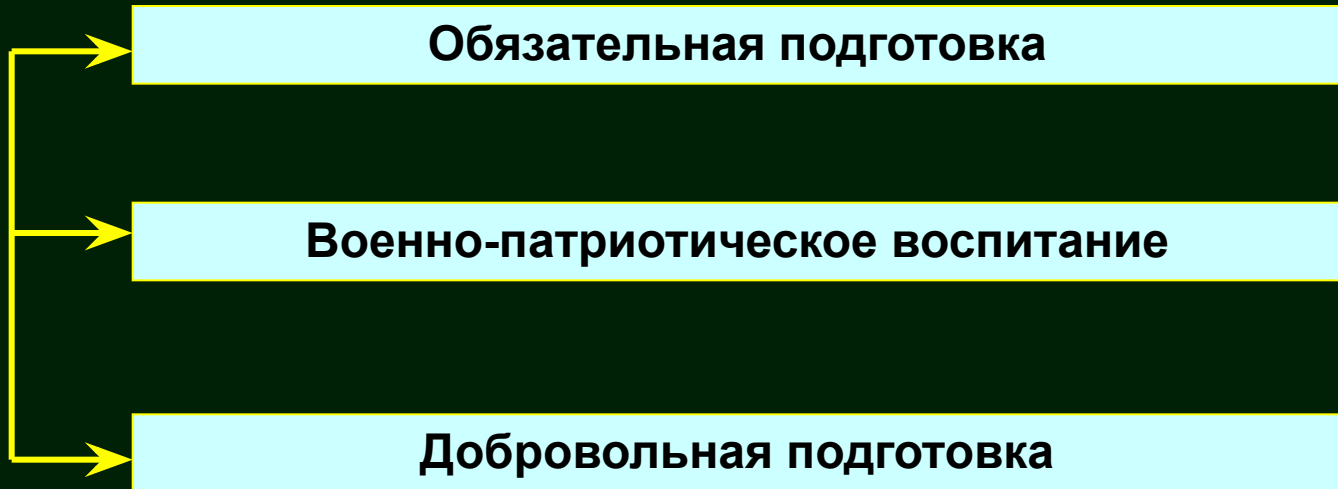 Обязательная подготовка
Военно-патриотическое воспитание
Добровольная подготовка